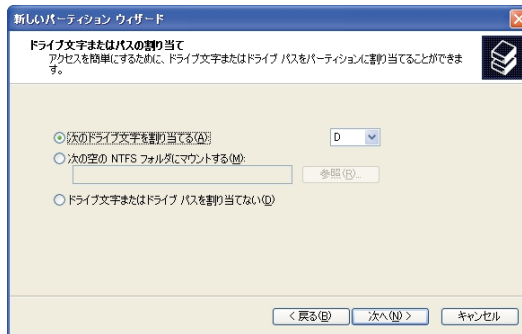 新しいパーティション ウィザード
ドライブ文字またはパスの割り当て
アクセスを簡単にするために、ドライブ文字またはドライブ パスをパーティションに割り当てることができま
す。
次のドライブ文字を割り当てる(A): D
次の空の NTFS フォルダにマウントする(M):
参照(R)...
ドライブ文字またはドライブ パスを割り当てない(D)
< 戻る(B) 次へ(N) > キャンセル